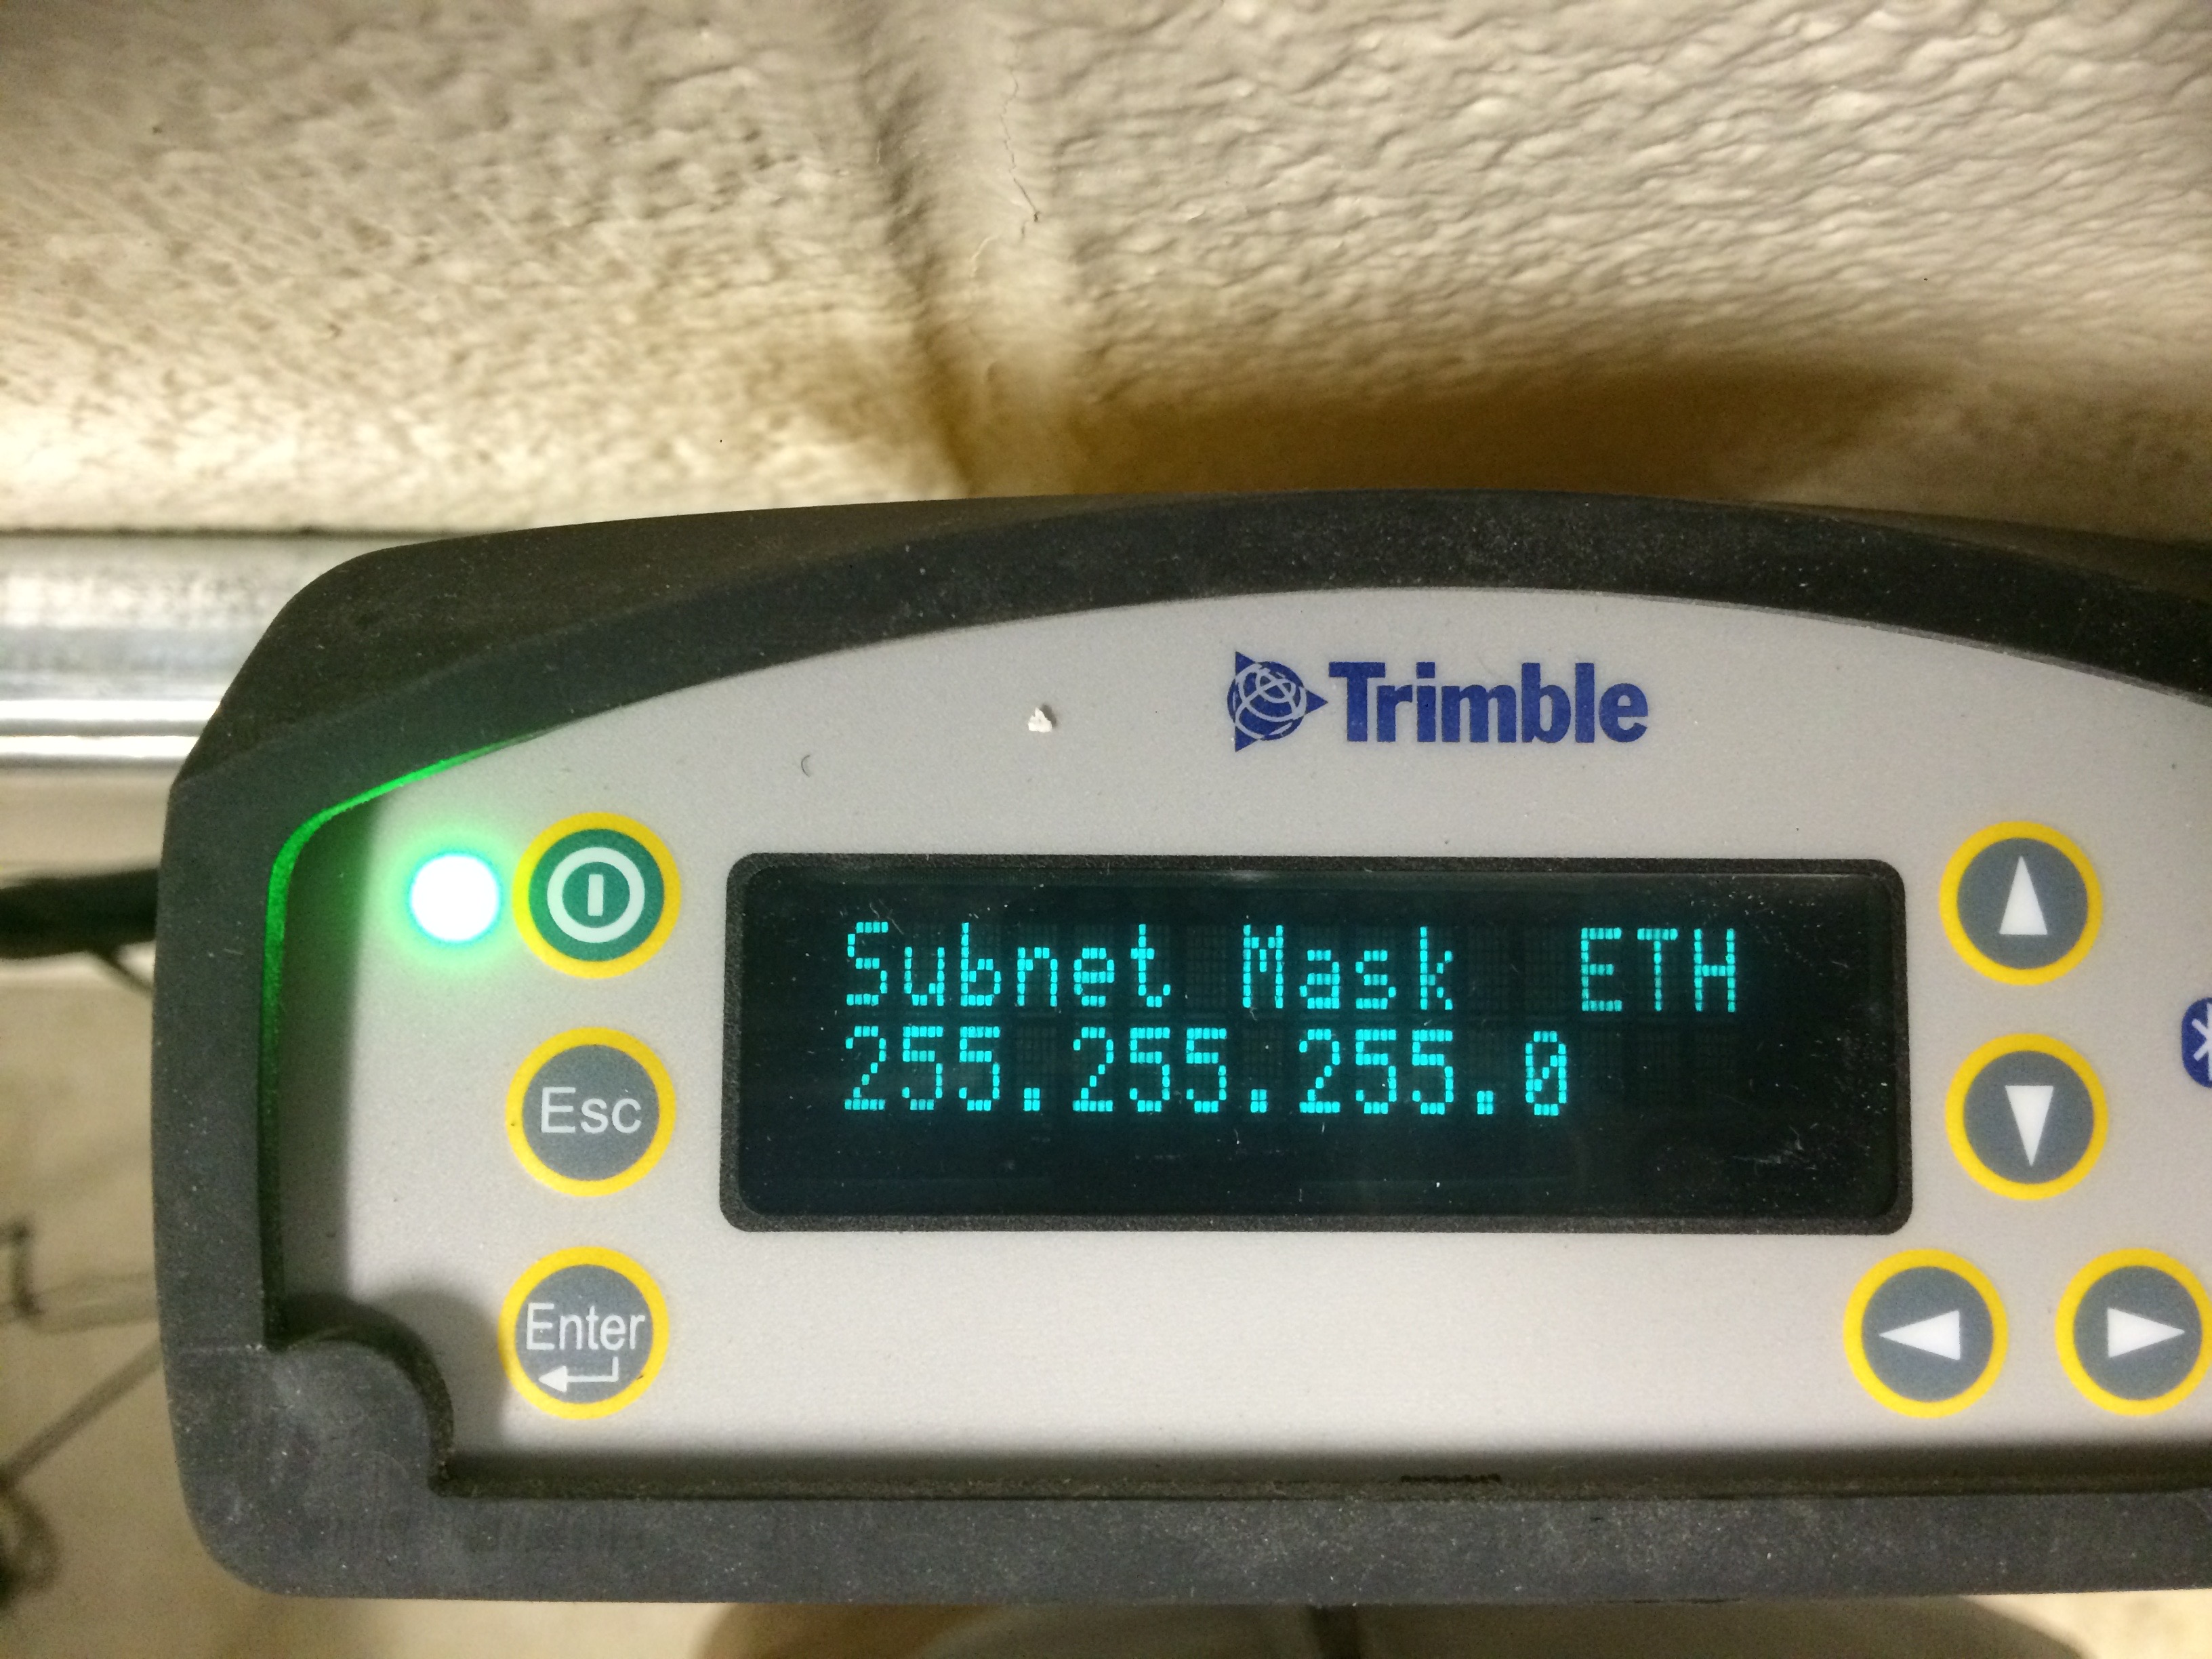 Trimble
Subnet Mask ETH
255.255.255.0
Esc
Enter